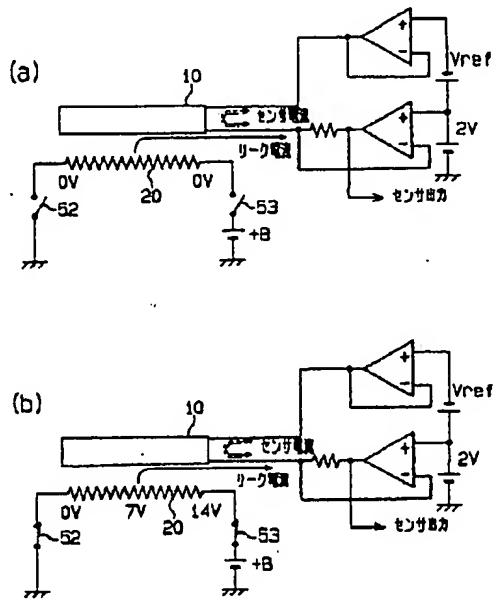 (a)
10
センサ電流
リーク電流
Vref
2V
0V
20
0V
52
53
+B
センサ出力
(b)
10
センサ電流
リーク電流
Vref
2V
0V
7V
20
14V
52
53
+B
センサ出力